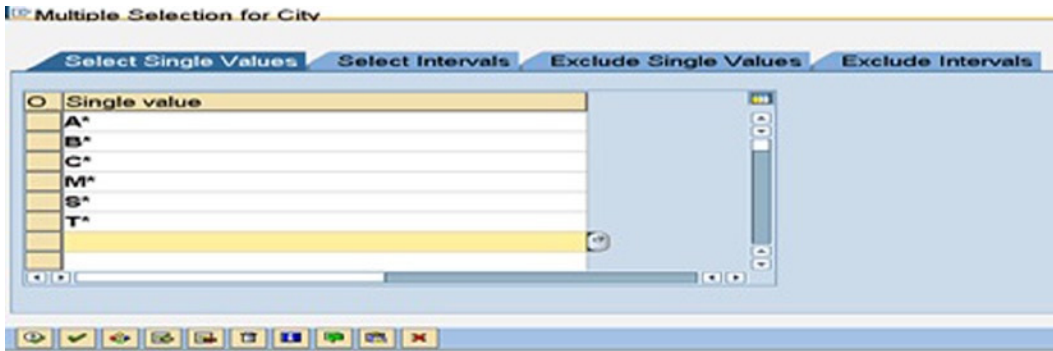 Multiple Selection for City
Select Single Values Select Intervals Exclude Single Values Exclude Intervals
O Single value
A*
B*
C*
M*
S*
T*